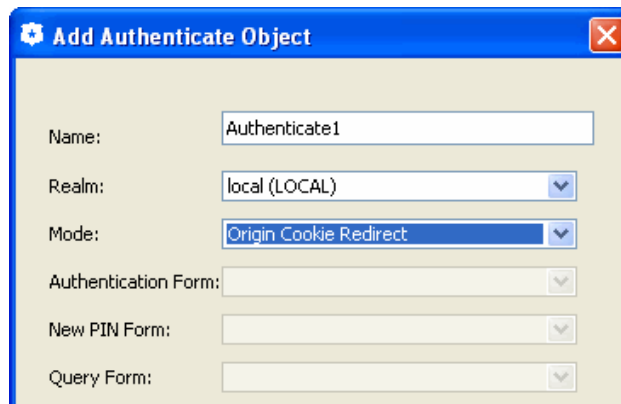 Add Authenticate Object
Name: Authenticate1
Realm: local (LOCAL)
Mode: Origin Cookie Redirect
Authentication Form:
New PIN Form:
Query Form: